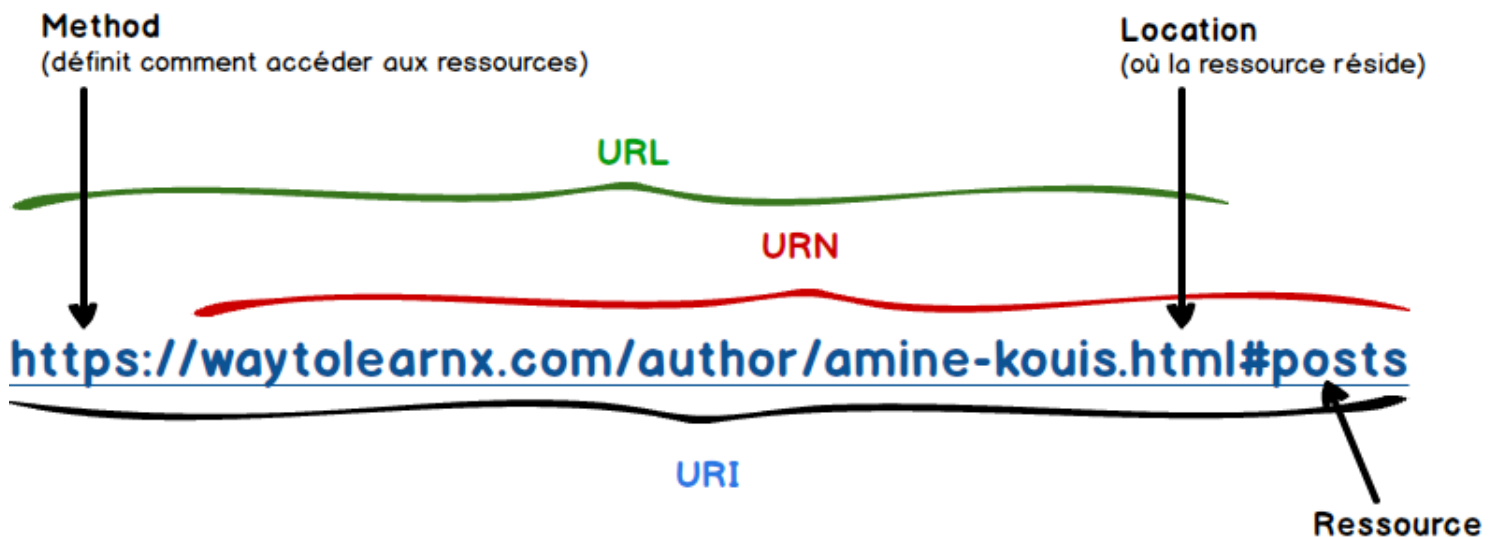 Method
(définit comment accéder aux ressources)
Location
(où la ressource réside)
URL
URN
https://waytolearnx.com/author/amine-kouis.html#posts
URI
Ressource